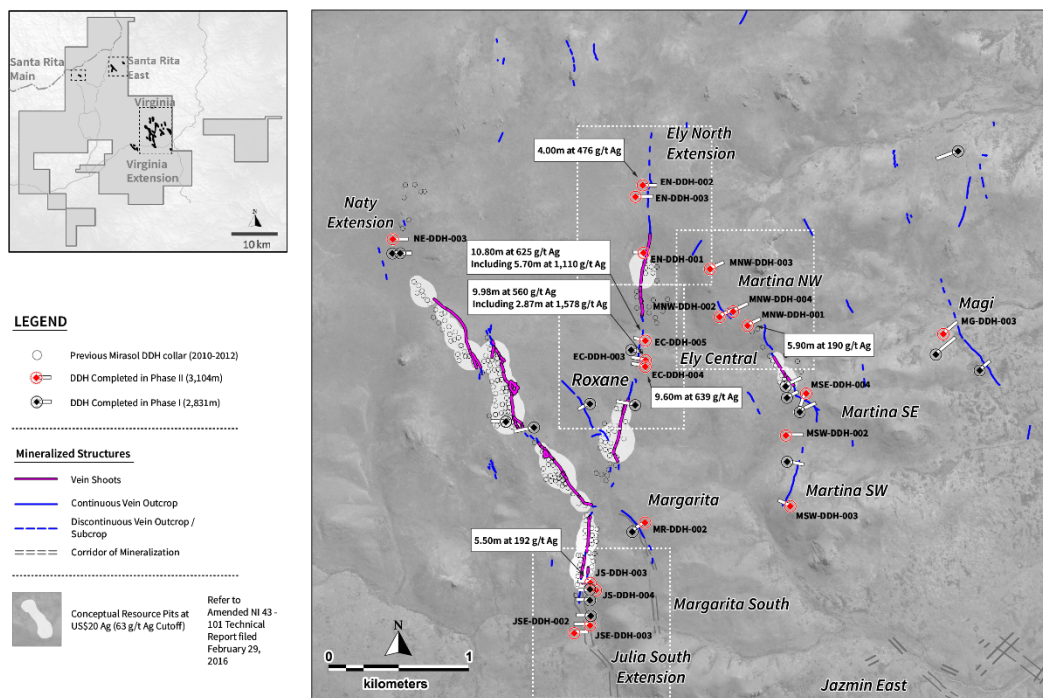 Santa Rita
Main
Santa Rita
East
Virginia
Virginia
Extension
N
10 km
LEGEND
Previous Mirasol DDH collar (2010-2012)
DDH Completed in Phase II (3,104m)
DDH Completed in Phase I (2,831m)
Mineralized Structures
Vein Shoots
Continuous Vein Outcrop
Discontinuous Vein Outcrop /
Subcrop
Corridor of Mineralization
Conceptual Resource Pits at
US$20 Ag (63 g/t Ag Cutoff)
Refer to
Amended NI 43 -
101 Technical
Report filed
February 29,
2016
Ely North
Extension
4.00m at 476 g/t Ag
EN-DDH-002
EN-DDH-003
Naty
Extension
NE-DDH-003
10.80m at 625 g/t Ag
Including 5.70m at 1,110 g/t Ag
EN-DDH-001
MNW-DDH-003
Martina NW
9.98m at 560 g/t Ag
Including 2.87m at 1,578 g/t Ag
MNW-DDH-002
MNW-DDH-004
MNW-DDH-001
Magi
MG-DDH-003
EC-DDH-005
5.90m at 190 g/t Ag
EC-DDH-003
Ely Central
EC-DDH-004
Roxane
9.60m at 639 g/t Ag
MSE-DDH-004
Martina SE
MSW-DDH-002
Martina SW
MSW-DDH-003
Margarita
MR-DDH-002
5.50m at 192 g/t Ag
JS-DDH-003
JS-DDH-004
Margarita South
JSE-DDH-002
JSE-DDH-003
Julia South
Extension
Jazmin East
N
0
1
kilometers